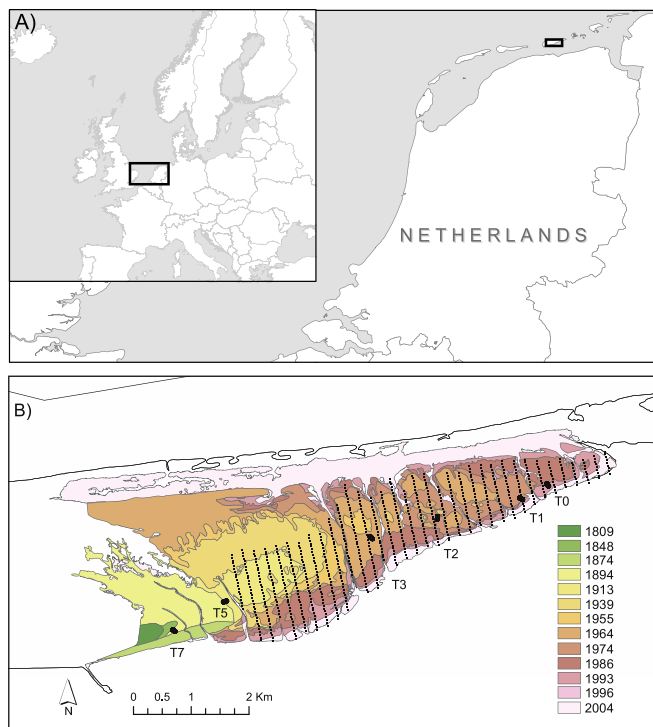 A)
NETHERLANDS
B)
T0
T1
T2
T3
T5
T7
1809
1848
1874
1894
1913
1939
1955
1964
1974
1986
1993
1996
2004
N
0 0.5 1 2 Km